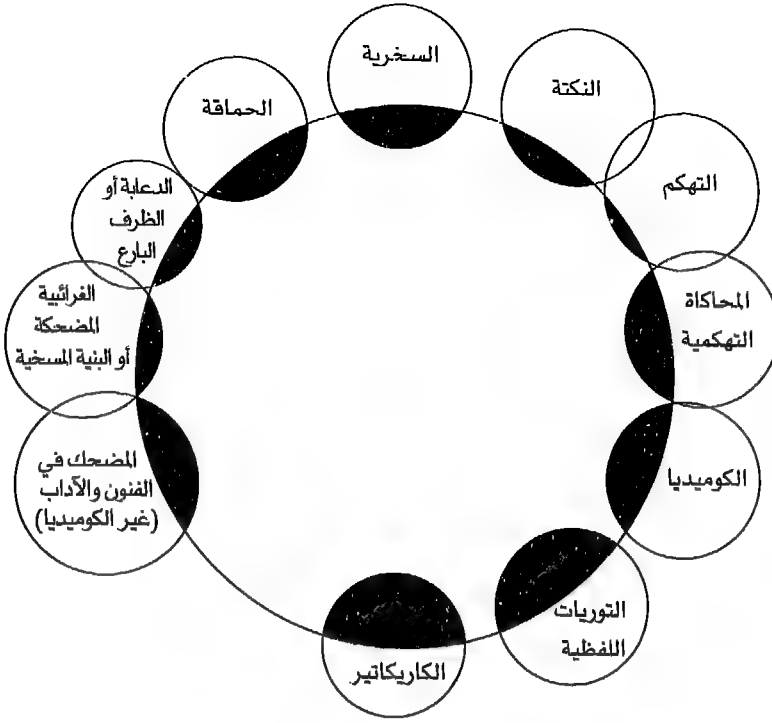 السخرية
النكتة
التهكم
المحاكاة
التهكمية
الكوميديا
التوريات
اللفظية
الكاريكاتير
المضحك في
الفنون والآداب
(غير الكوميديا)
الغرائبية
المضحكة
أو البنية المسخية
الدعابة أو
الظرف
البارع
الحماقة